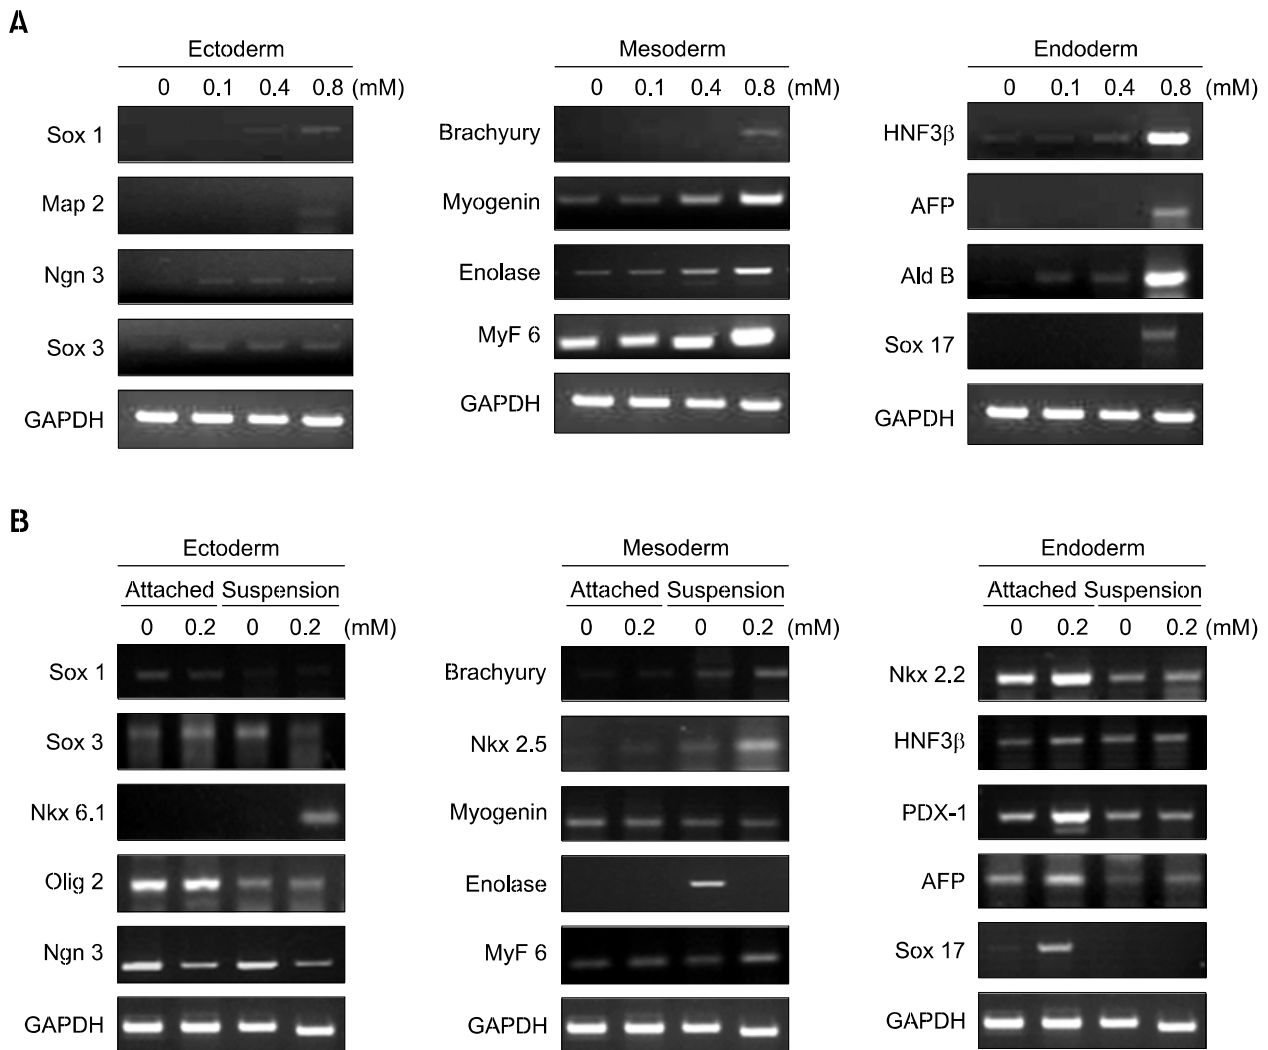 A
Ectoderm
0 0.1 0.4 0.8 (mM)
Sox 1
Map 2
Ngn 3
Sox 3
GAPDH
Mesoderm
0 0.1 0.4 0.8 (mM)
Brachyury
Myogenin
Enolase
MyF 6
GAPDH
Endoderm
0 0.1 0.4 0.8 (mM)
HNF3β
AFP
Ald B
Sox 17
GAPDH
B
Ectoderm
Attached Suspension
0 0.2 0 0.2 (mM)
Sox 1
Sox 3
Nkx 6.1
Olig 2
Ngn 3
GAPDH
Mesoderm
Attached Suspension
0 0.2 0 0.2 (mM)
Brachyury
Nkx 2.5
Myogenin
Enolase
MyF 6
GAPDH
Endoderm
Attached Suspension
0 0.2 0 0.2 (mM)
Nkx 2.2
HNF3β
PDX-1
AFP
Sox 17
GAPDH